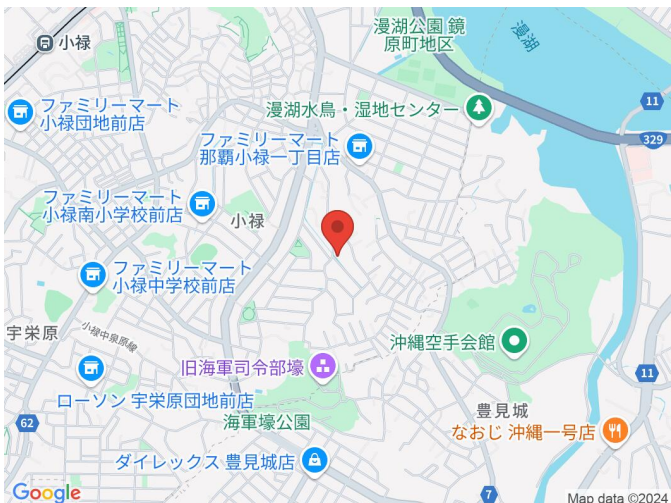 小禄
漫湖公園 鏡
原町地区
漫湖
ファミリーマート
小禄団地前店
漫湖水鳥・湿地センター
11
329
ファミリーマート
那覇小禄一丁目店
ファミリーマート
小禄南小学校前店
小禄
ファミリーマート
小禄中学校前店
宇栄原
小禄中泉原線
沖縄空手会館
旧海軍司令部壕
ローソン 宇栄原団地前店
11
海軍壕公園
豊見城
なおじ 沖縄一号店
62
ダイレックス 豊見城店
7
Google
Map data ©2024